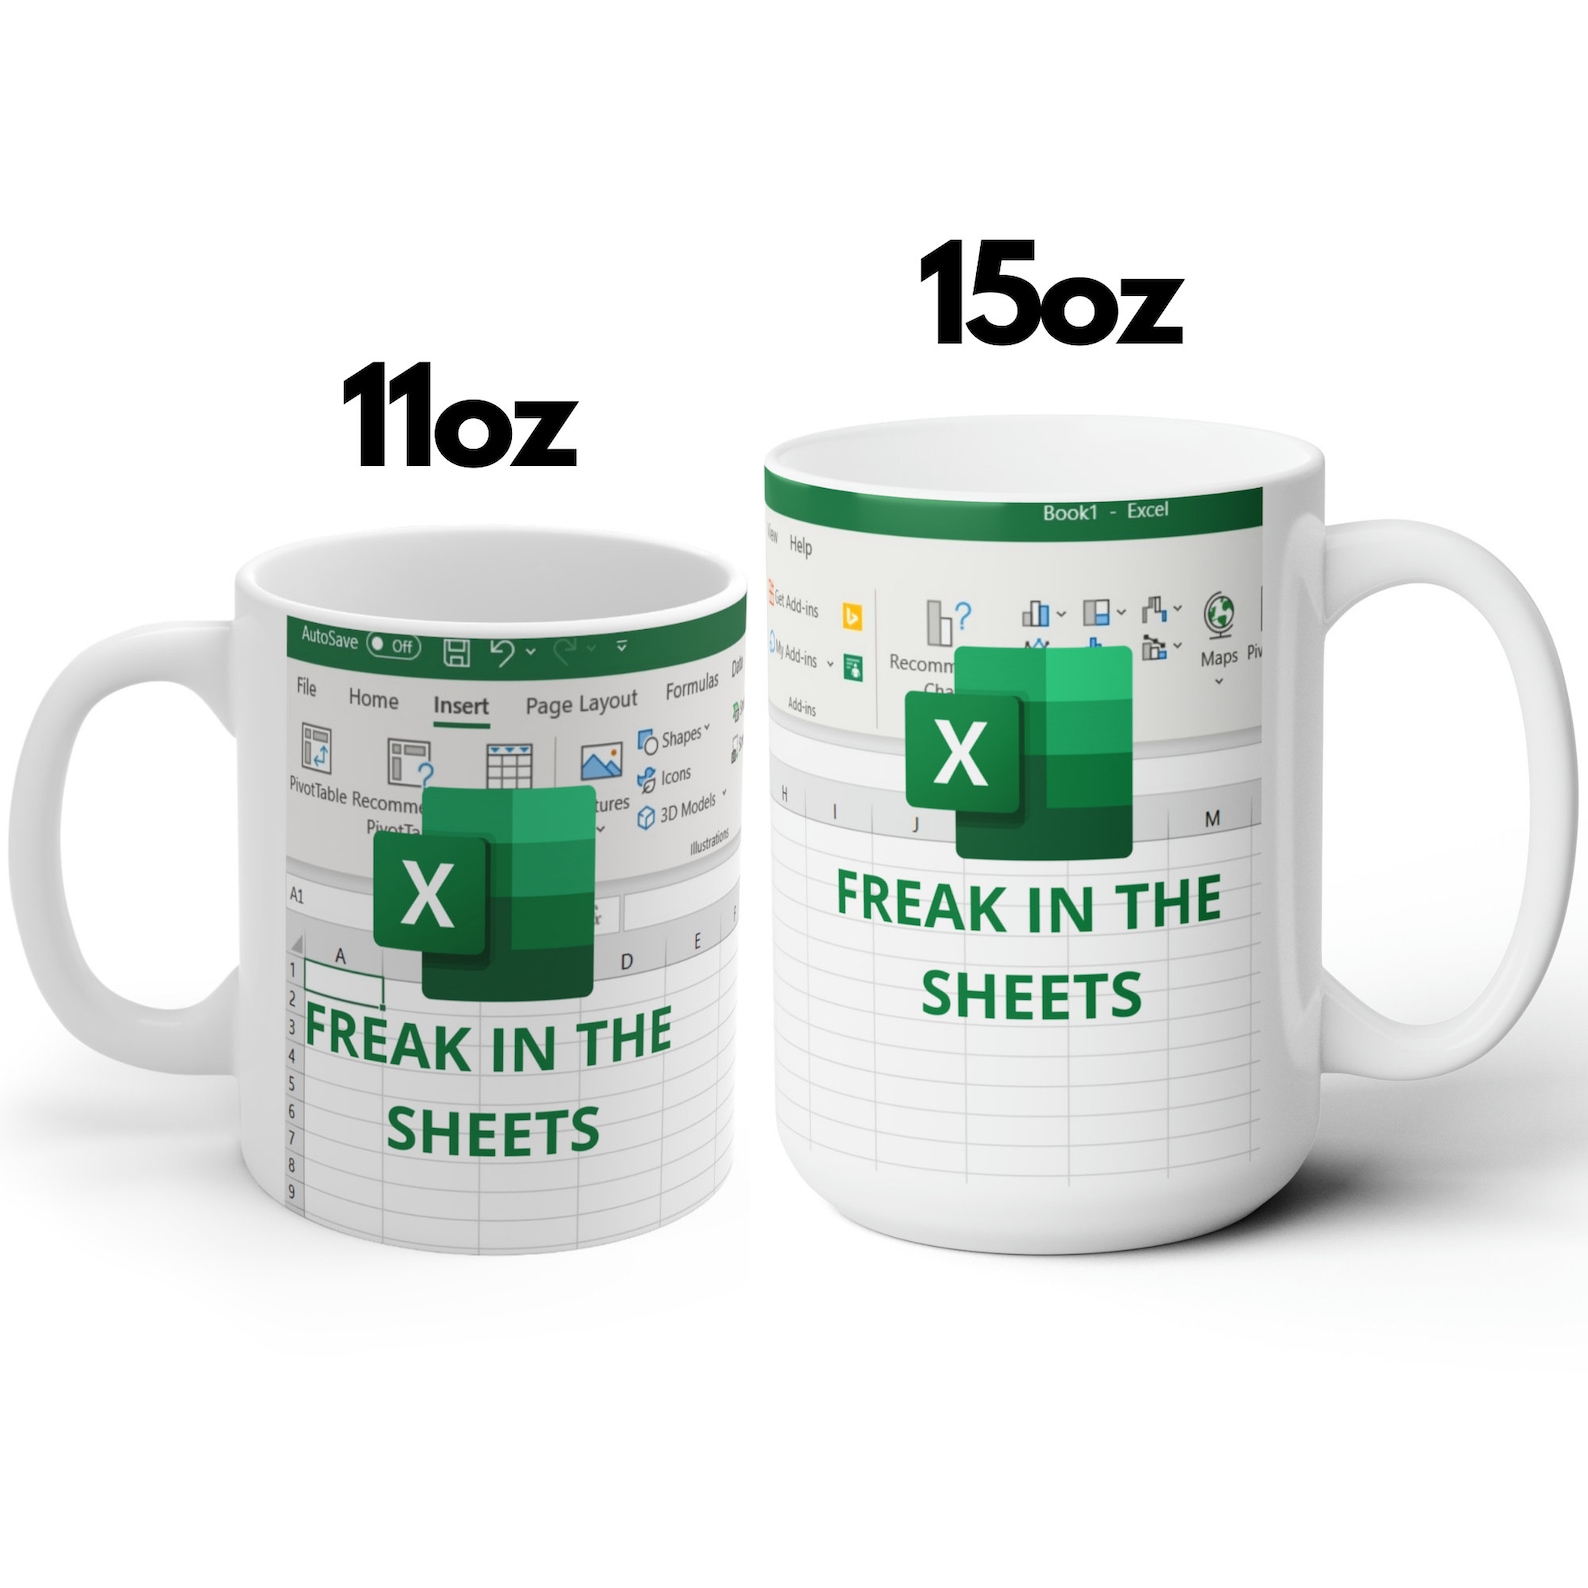 15oz
11oz
AutoSave Off
File Home Insert Page Layout Formulas Data
Shapes
Icons
3D Models
PivotTable
Illustrations
A1
A D E F
1
2
3
4
5
6
7
8
9
X
FREAK IN THE
SHEETS
Book1 - Excel
Help
Get Add-ins
My Add-ins
Add-ins
Maps
H I J M
X
FREAK IN THE
SHEETS